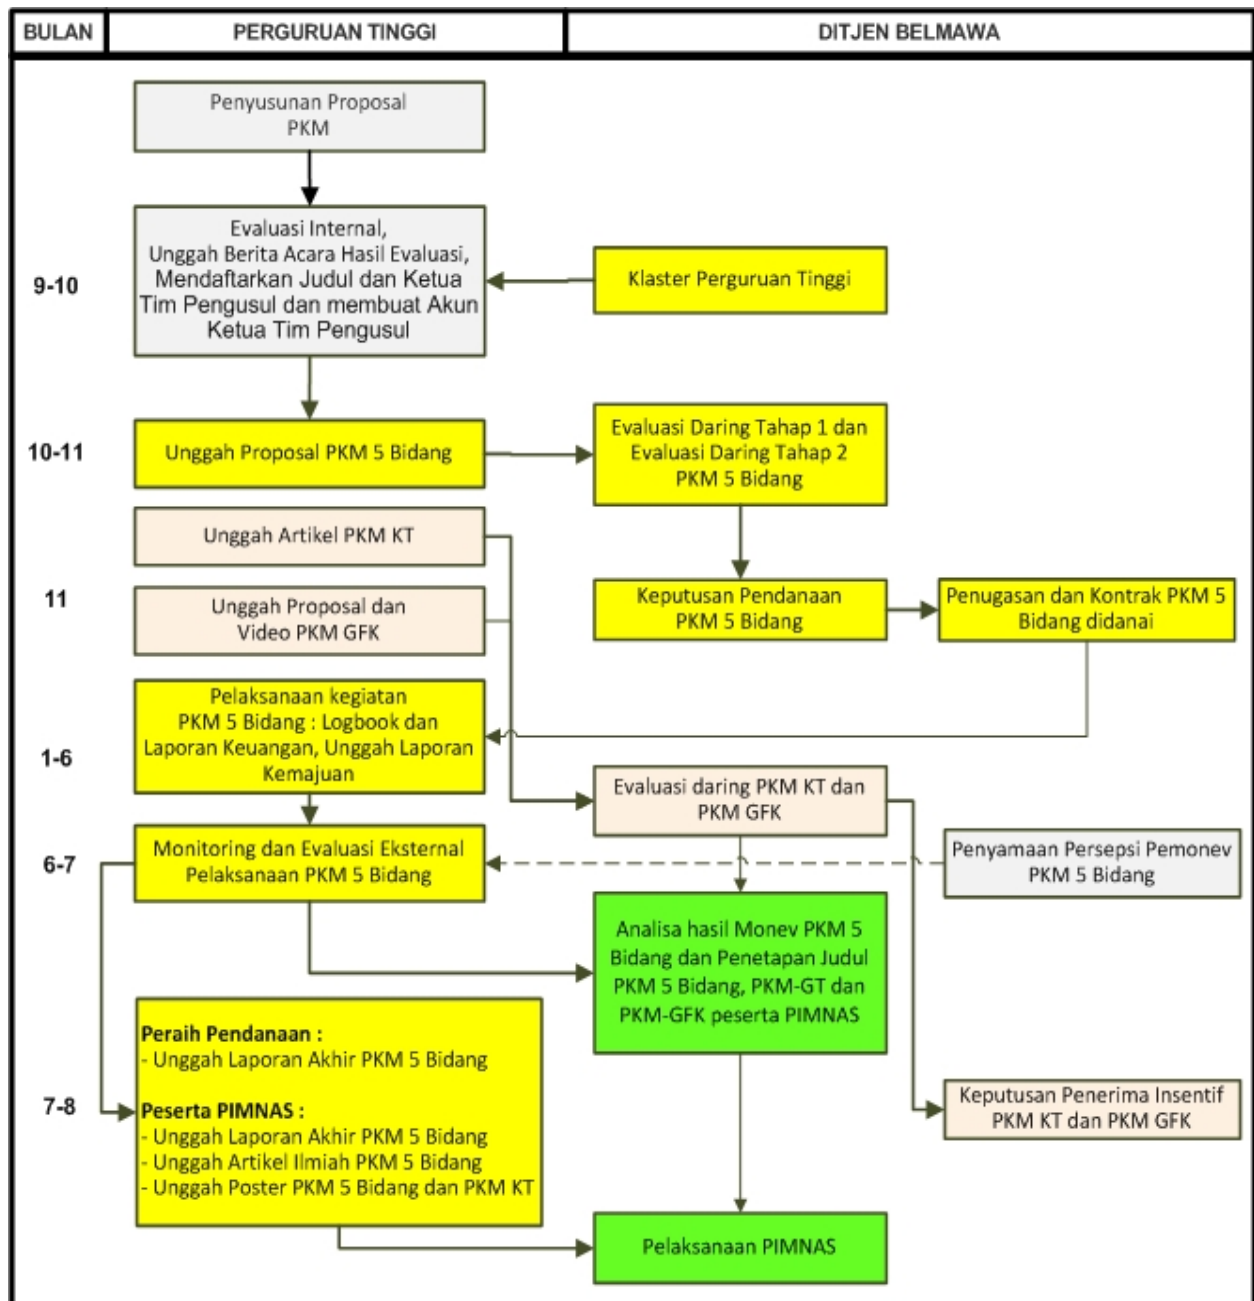 BULAN
PERGURUAN TINGGI
DITJEN BELMAWA
Penyusunan Proposal
PKM
9-10
Evaluasi Internal,
Unggah Berita Acara Hasil Evaluasi,
Mendaftarkan Judul dan Ketua
Tim Pengusul dan membuat Akun
Ketua Tim Pengusul
Klaster Perguruan Tinggi
10-11
Unggah Proposal PKM 5 Bidang
Evaluasi Daring Tahap 1 dan
Evaluasi Daring Tahap 2
PKM 5 Bidang
Unggah Artikel PKM KT
11
Unggah Proposal dan
Video PKM GFK
Keputusan Pendanaan
PKM 5 Bidang
Penugasan dan Kontrak PKM 5
Bidang didanai
1-6
Pelaksanaan kegiatan
PKM 5 Bidang : Logbook dan
Laporan Keuangan, Unggah Laporan
Kemajuan
Evaluasi daring PKM KT dan
PKM GFK
6-7
Monitoring dan Evaluasi Eksternal
Pelaksanaan PKM 5 Bidang
Penyamaan Persepsi Pemonev
PKM 5 Bidang
Analisa hasil Monev PKM 5
Bidang dan Penetapan Judul
PKM 5 Bidang, PKM-GT dan
PKM-GFK peserta PIMNAS
7-8
Peraih Pendanaan :
- Unggah Laporan Akhir PKM 5 Bidang
Peserta PIMNAS :
- Unggah Laporan Akhir PKM 5 Bidang
- Unggah Artikel Ilmiah PKM 5 Bidang
- Unggah Poster PKM 5 Bidang dan PKM KT
Keputusan Penerima Insentif
PKM KT dan PKM GFK
Pelaksanaan PIMNAS